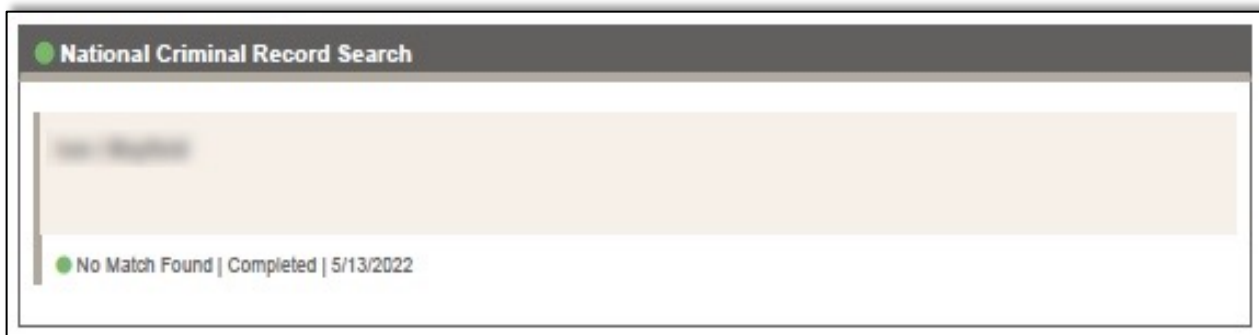 National Criminal Record Search
No Match Found | Completed | 5/13/2022